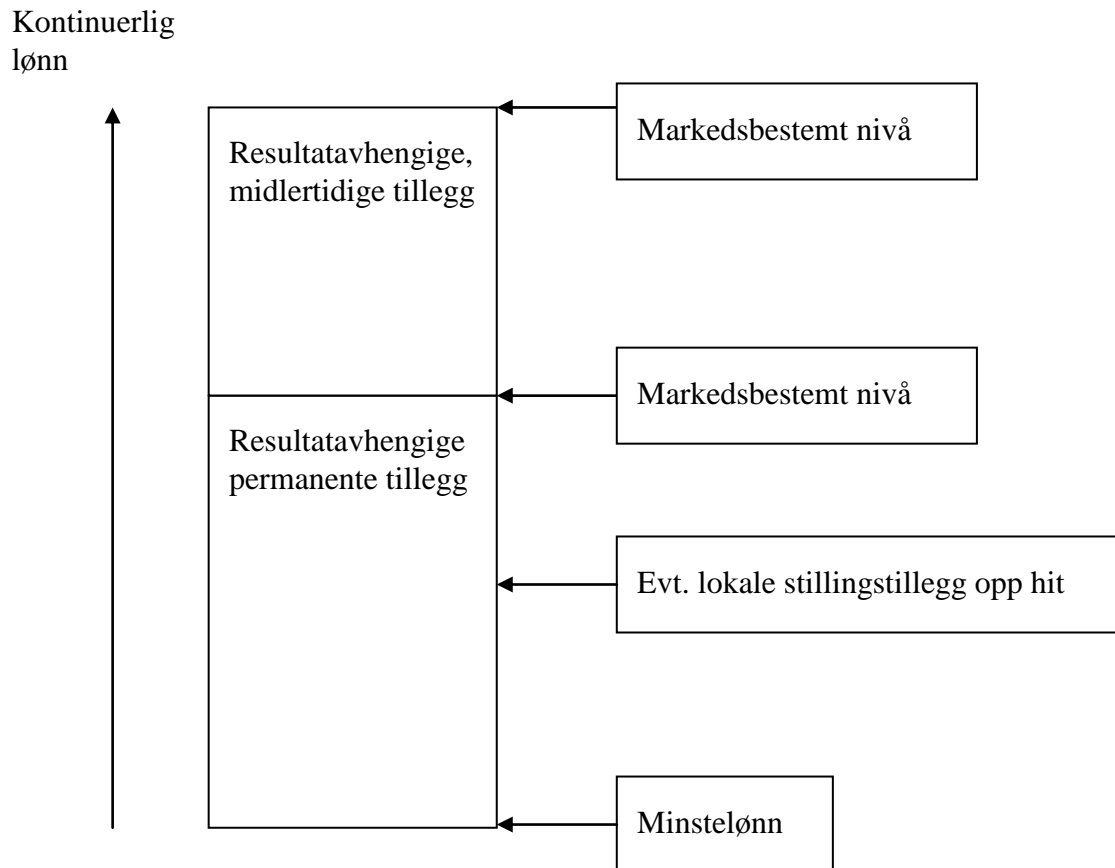 Kontinuerlig
lønn
Markedsbestemt nivå
Resultatavhengige,
midlertidige tillegg
Markedsbestemt nivå
Resultatavhengige
permanente tillegg
Evt. lokale stillingstillegg opp hit
Minstelønn